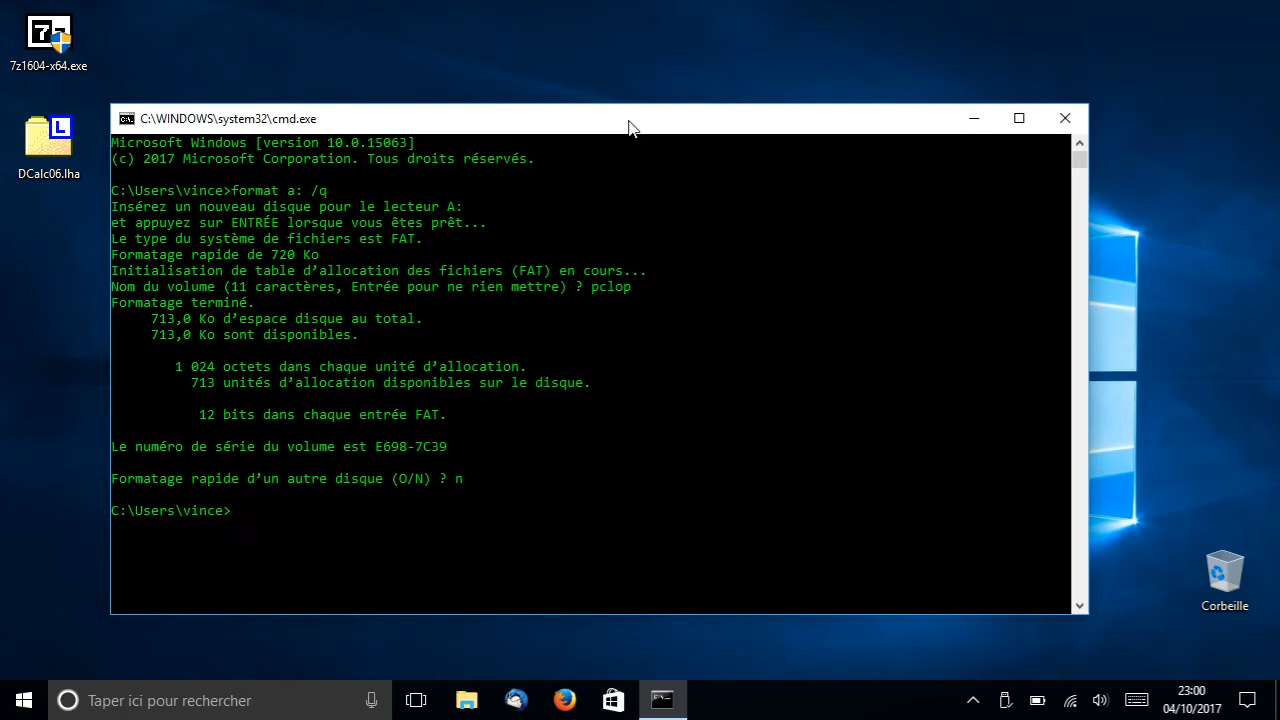 7z1604-x64.exe
DCalc06.lha
C:\WINDOWS\system32\cmd.exe
Microsoft Windows [version 10.0.15063]
(c) 2017 Microsoft Corporation. Tous droits réservés.
C:\Users\vince>format a: /q
Insérez un nouveau disque pour le lecteur A:
et appuyez sur ENTRÉE lorsque vous êtes prêt...
Le type du système de fichiers est FAT.
Formatage rapide de 720 Ko
Initialisation de table d’allocation des fichiers (FAT) en cours...
Nom du volume (11 caractères, Entrée pour ne rien mettre) ? pclop
Formatage terminé.
713,0 Ko d’espace disque au total.
713,0 Ko sont disponibles.
1 024 octets dans chaque unité d’allocation.
713 unités d’allocation disponibles sur le disque.
12 bits dans chaque entrée FAT.
Le numéro de série du volume est E698-7C39
Formatage rapide d’un autre disque (O/N) ? n
C:\Users\vince>
Corbeille
Taper ici pour rechercher
23:00
04/10/2017